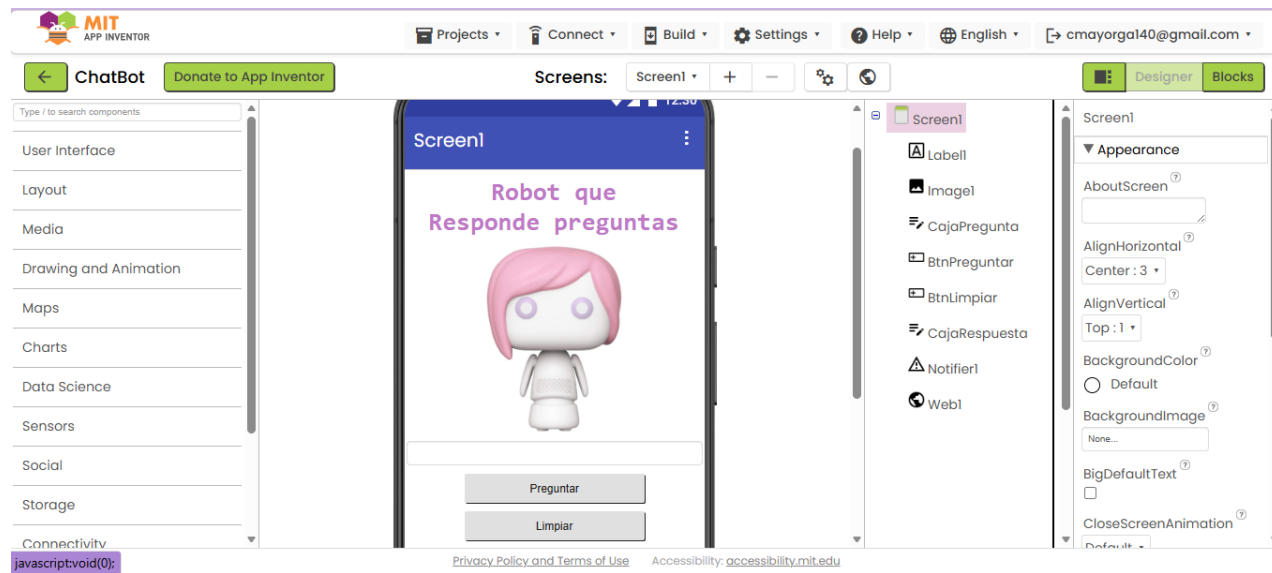 MIT
APP INVENTOR
Projects
Connect
Build
Settings
Help
English
cmayorga140@gmail.com
ChatBot
Donate to App Inventor
Screens:
Screen1
Designer
Blocks
Type / to search components
User Interface
Layout
Media
Drawing and Animation
Maps
Charts
Data Science
Sensors
Social
Storage
Connectivity
javascript:void(0);
12:30
Screen1
Robot que
Responde preguntas
Preguntar
Limpiar
Screen1
Label1
Image1
CajaPregunta
BtnPreguntar
BtnLimpiar
CajaRespuesta
Notifier1
Web1
Screen1
Appearance
AboutScreen
AlignHorizontal
Center : 3
AlignVertical
Top : 1
BackgroundColor
Default
BackgroundImage
None...
BigDefaultText
CloseScreenAnimation
Default
Privacy Policy and Terms of Use
Accessibility: accessibility.mit.edu